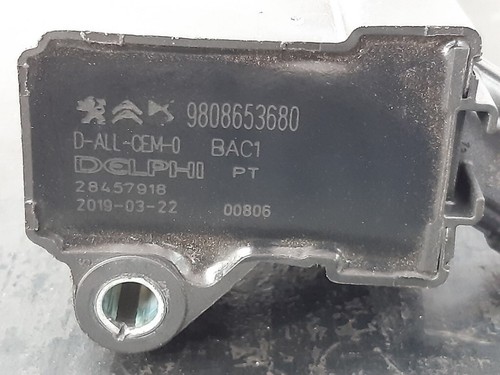 9808653680
D-ALL-CEM-0 BAC1
DELPHI PT
28457918
2019-03-22 00806